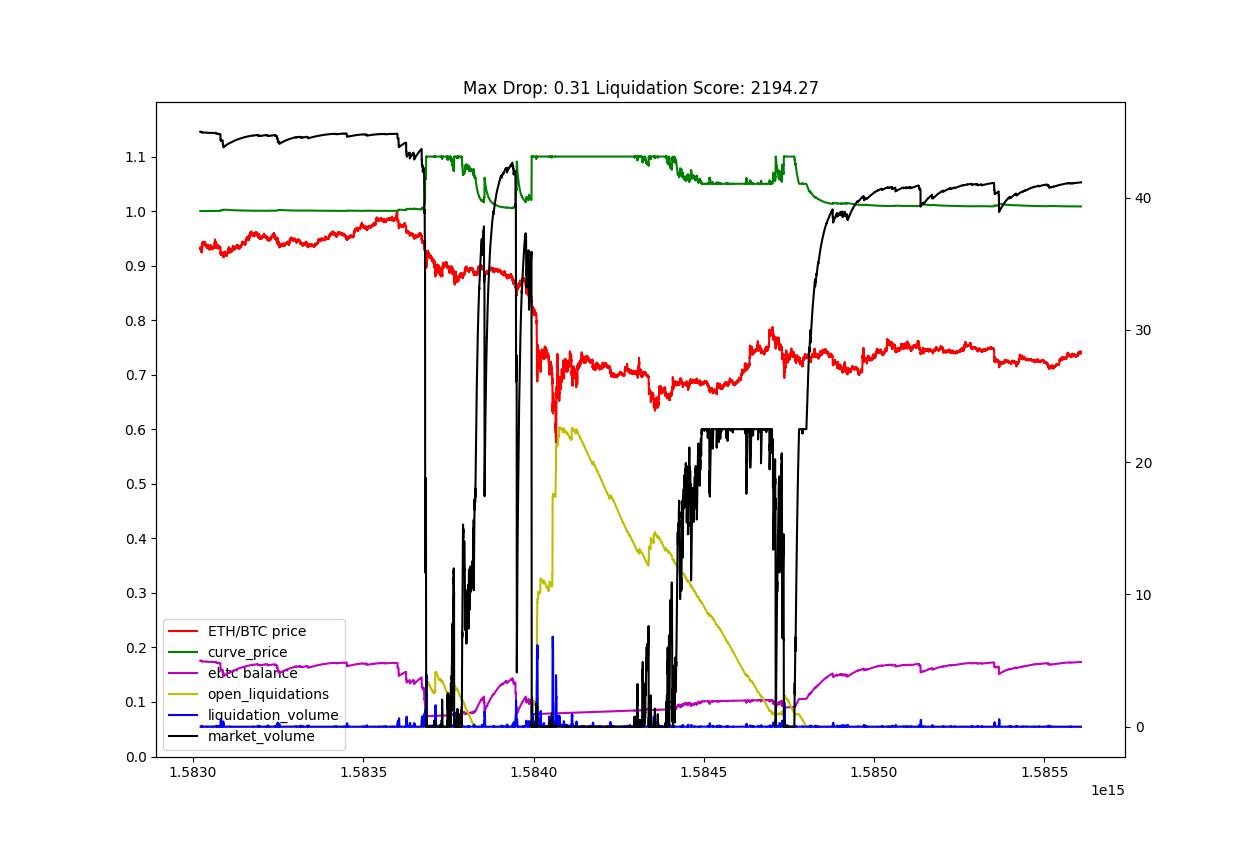 Max Drop: 0.31 Liquidation Score: 2194.27
1.1
1.0
0.9
0.8
0.7
0.6
0.5
0.4
0.3
0.2
0.1
0.0
40
30
20
10
0
ETH/BTC price
curve_price
ebtc balance
open_liquidations
liquidation_volume
market_volume
1.5830 1.5835 1.5840 1.5845 1.5850 1.5855
1e15